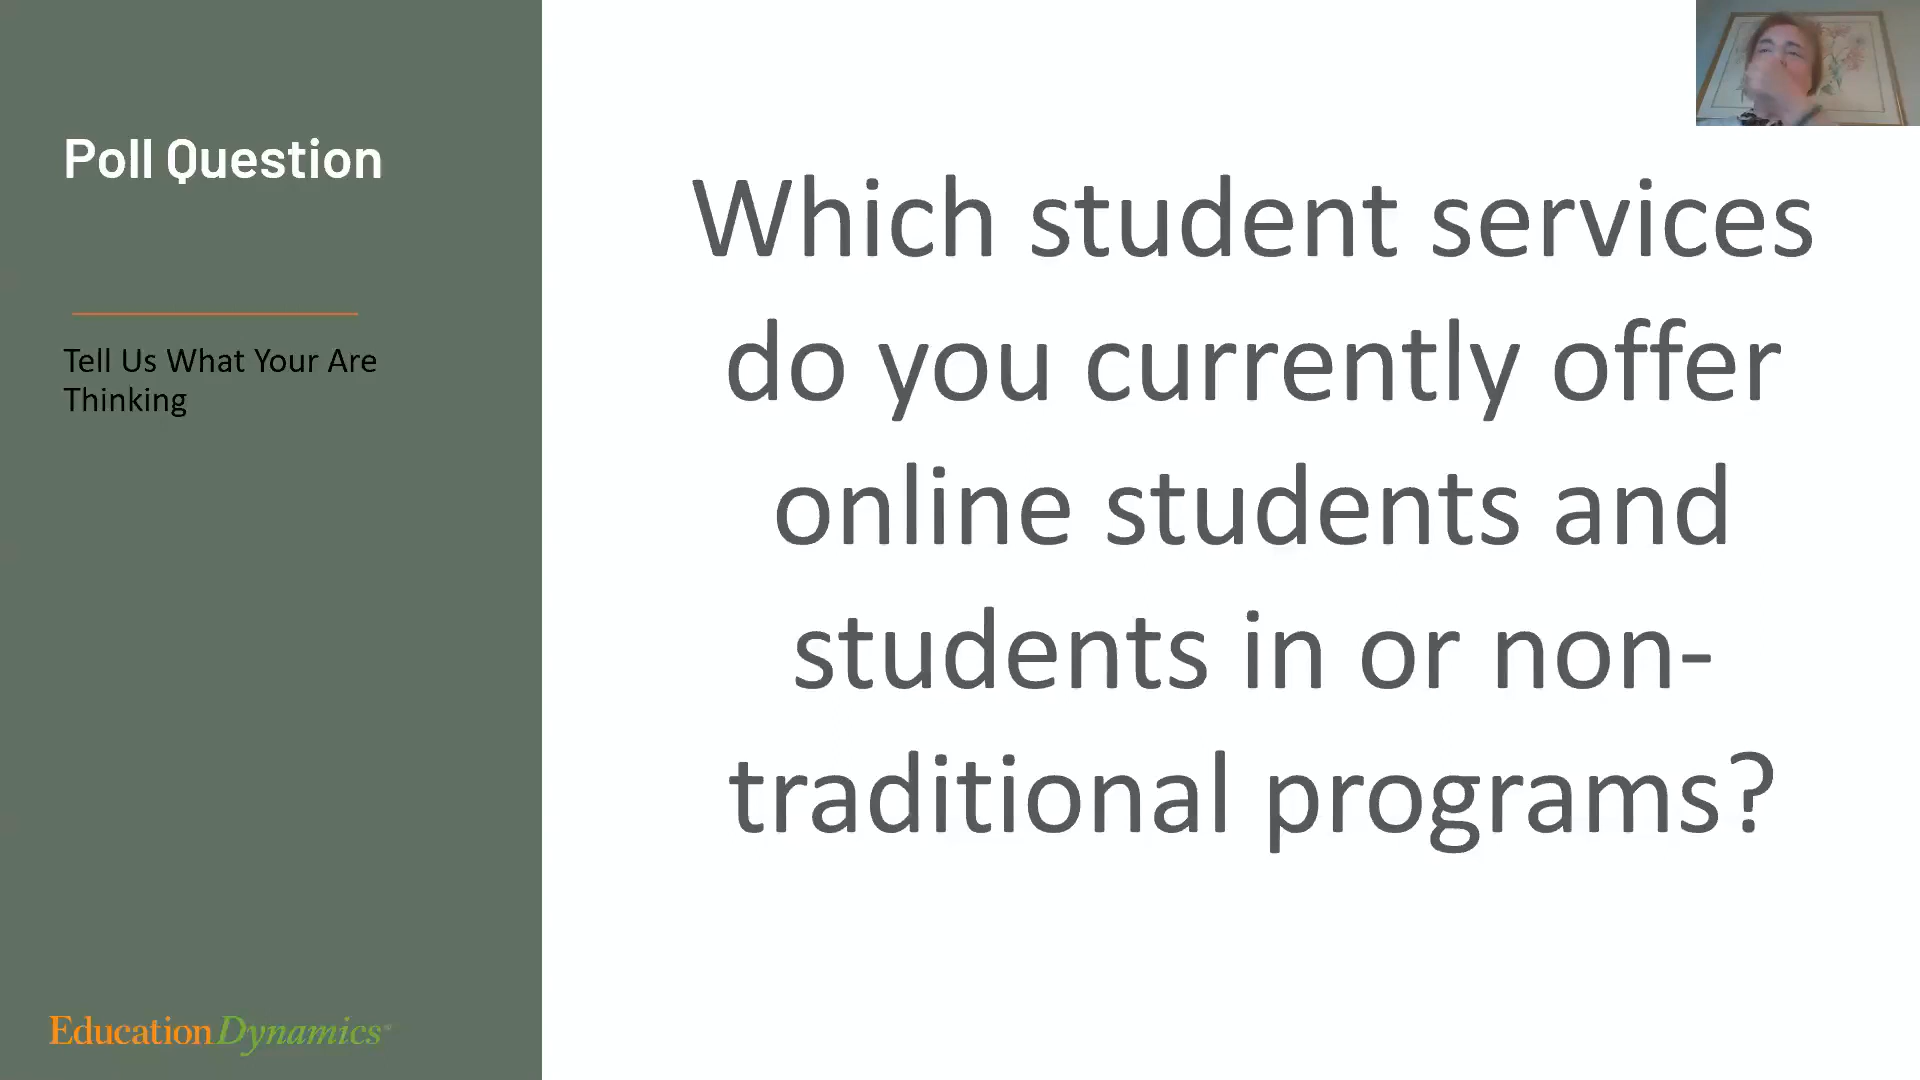 Poll Question
Tell Us What Your Are
Thinking
Which student services
do you currently offer
online students and
students in or non-
traditional programs?
EducationDynamics®